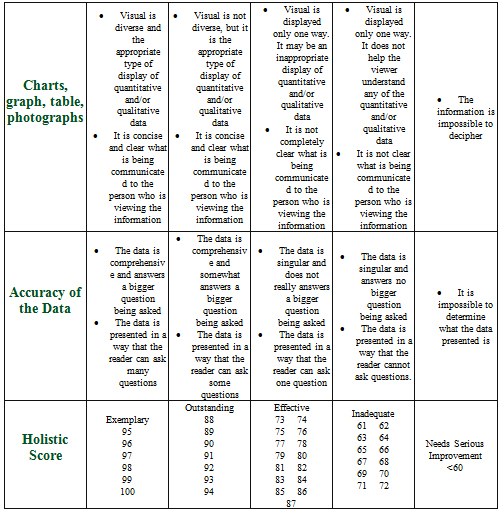 Charts,
graph, table,
photographs
• Visual is
diverse and
the
appropriate
type of
display of
quantitative
and/or
qualitative
data
• It is concise
and clear what
is being
communicate
d to the
person who is
viewing the
information
• Visual is not
diverse, but it
is the
appropriate
type of
display of
quantitative
and/or
qualitative
data
• It is concise
and clear what
is being
communicate
d to the
person who is
viewing the
information
• Visual is
displayed
only one way.
It may be an
inappropriate
display of
quantitative
and/or
qualitative
data
• It is not
completely
clear what is
being
communicate
d to the
person who is
viewing the
information
• Visual is
displayed
only one way.
It does not
help the
viewer
understand
any of the
quantitative
and/or
qualitative
data
• It is not clear
what is being
communicate
d to the
person who is
viewing the
information
• The
information is
impossible to
decipher
Accuracy of
the Data
• The data is
comprehensiv
e and answers
a bigger
question
being asked
• The data is
presented in a
way that the
reader can ask
many
questions
• The data is
comprehensiv
e and
somewhat
answers a
bigger
question
being asked
• The data is
presented in a
way that the
reader can ask
some
questions
• The data is
singular and
does not
really answers
a bigger
question
being asked
• The data is
presented in a
way that the
reader can ask
one question
• The data is
singular and
answers no
bigger
question
being asked
• The data is
presented in a
way that the
reader cannot
ask questions.
• It is
impossible to
determine
what the data
presented is
Holistic
Score
Exemplary
95
96
97
98
99
100
Outstanding
88
89
90
91
92
93
94
Effective
73 74
75 76
77 78
79 80
81 82
83 84
85 86
87
Inadequate
61 62
63 64
65 66
67 68
69 70
71 72
Needs Serious
Improvement
<60